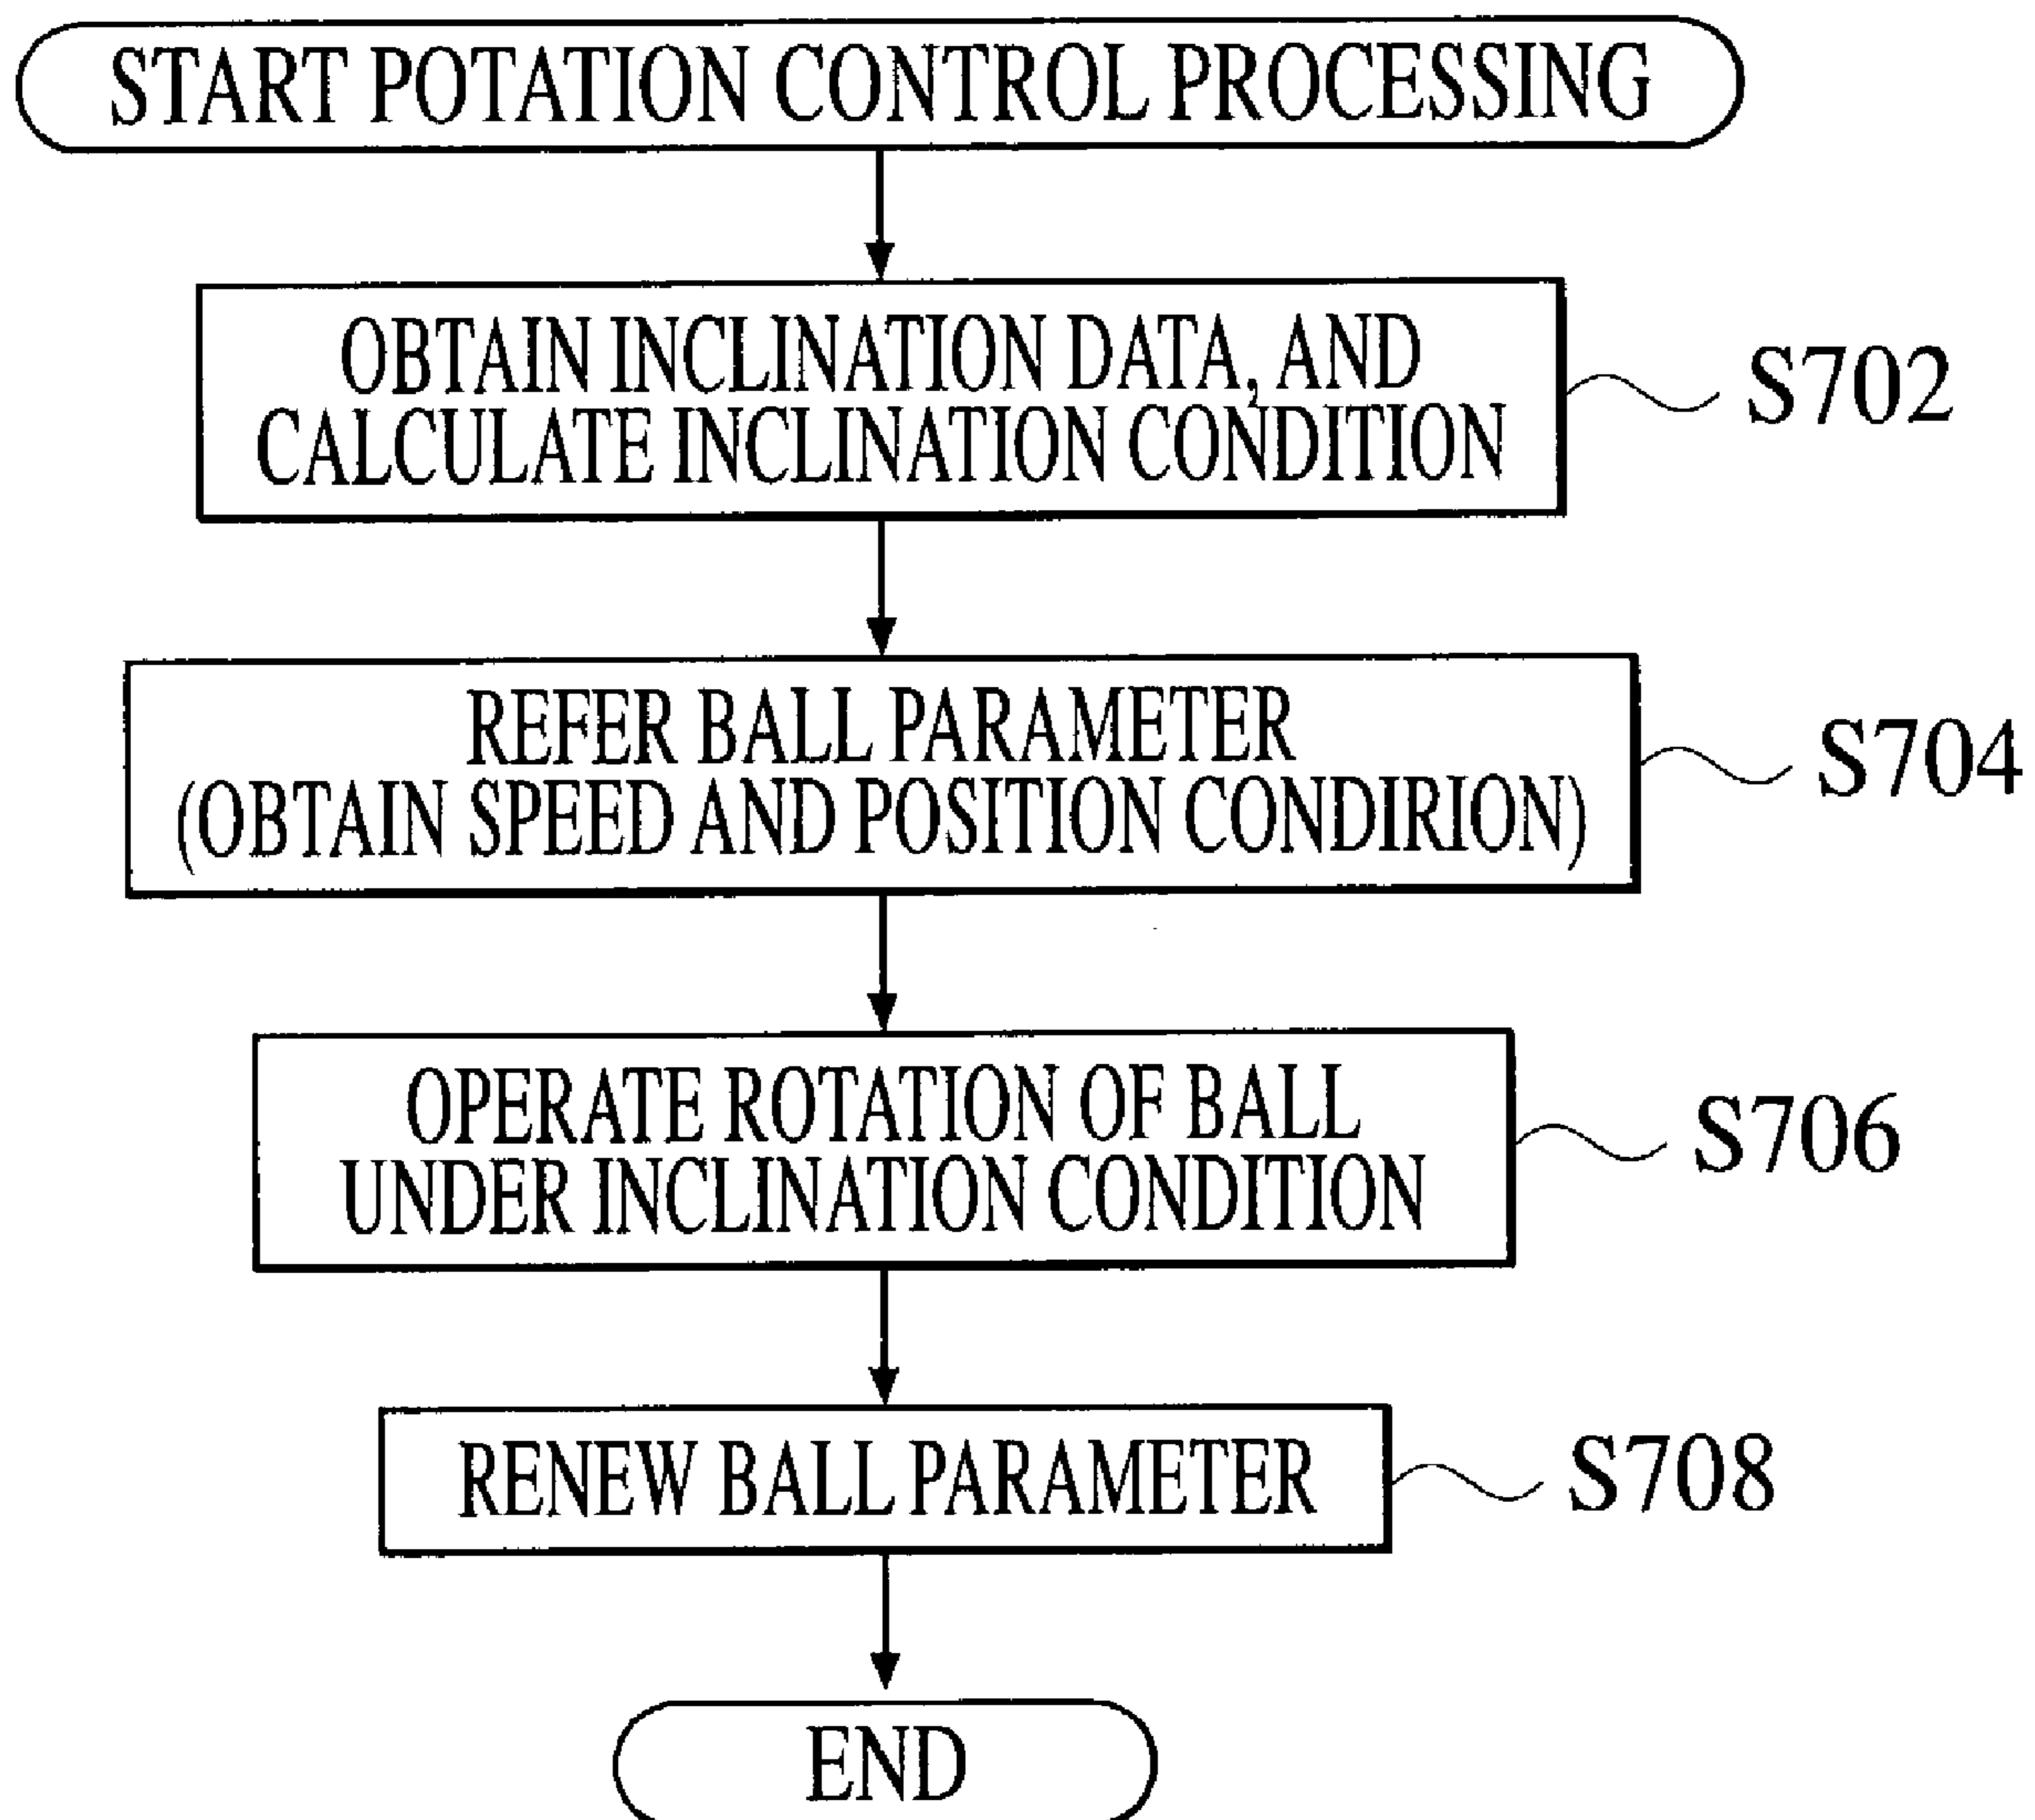 START POTATION CONTROL PROCESSING
OBTAIN INCLINATION DATA, AND
CALCULATE INCLINATION CONDITION
S702
REFER BALL PARAMETER
(OBTAIN SPEED AND POSITION CONDIRION)
S704
OPERATE ROTATION OF BALL
UNDER INCLINATION CONDITION
S706
RENEW BALL PARAMETER
S708
END